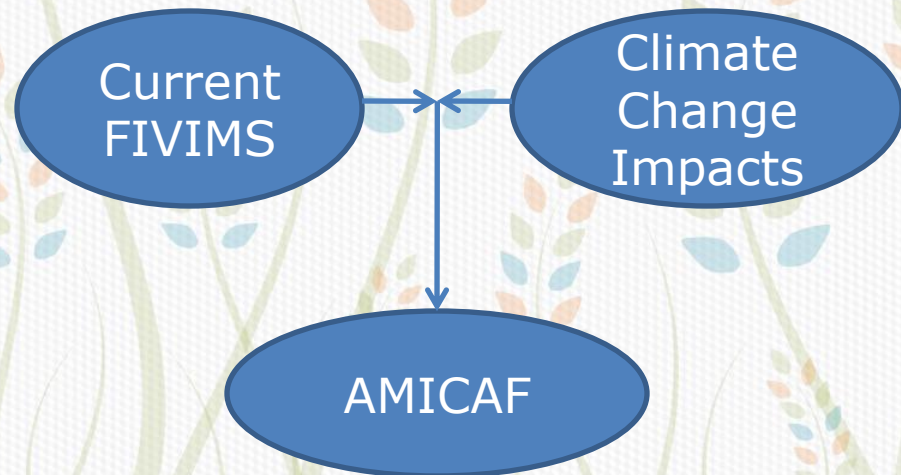 Current
FIVIMS
Climate
Change
Impacts
AMICAF